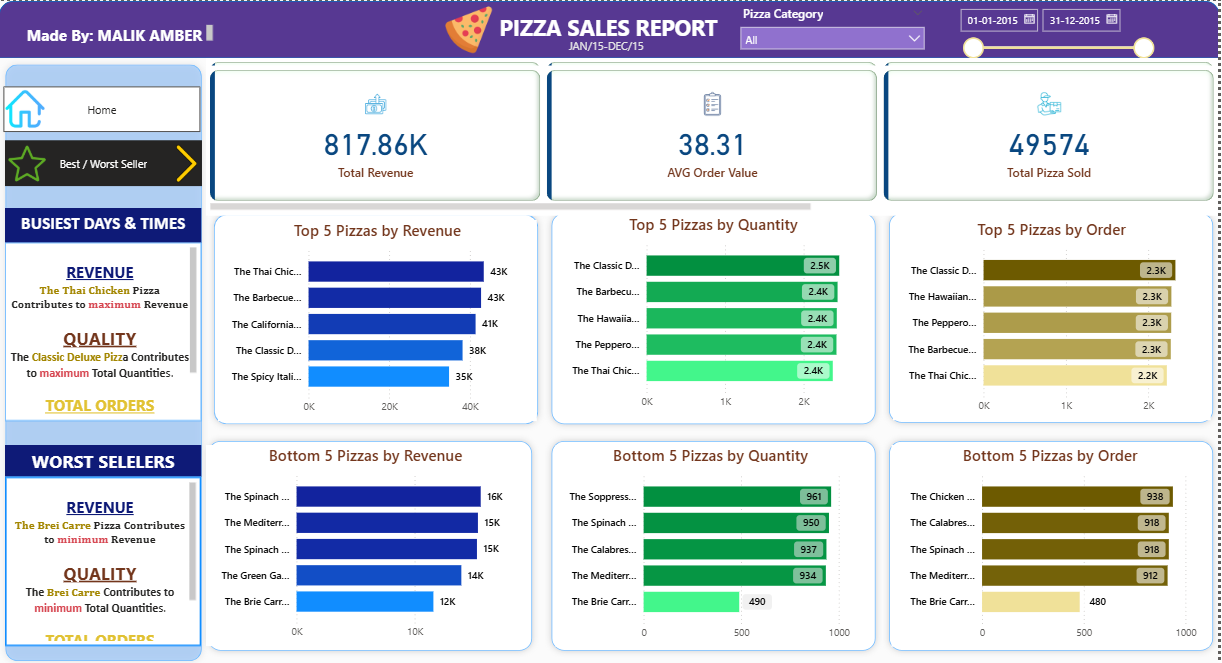 Made By: MALIK AMBER
PIZZA SALES REPORT
JAN/15-DEC/15
Pizza Category
All
01-01-2015
31-12-2015
Home
Best / Worst Seller
BUSIEST DAYS & TIMES
REVENUE
The Thai Chicken Pizza
Contributes to maximum Revenue
QUALITY
The Classic Deluxe Pizza Contributes
to maximum Total Quantities.
TOTAL ORDERS
WORST SELELERS
REVENUE
The Brei Carre Pizza Contributes
to minimum Revenue
QUALITY
The Brei Carre Contributes to
minimum Total Quantities.
TOTAL ORDERS
817.86K
Total Revenue
38.31
AVG Order Value
49574
Total Pizza Sold
Top 5 Pizzas by Revenue
The Thai Chic... 43K
The Barbecue... 43K
The California... 41K
The Classic D... 38K
The Spicy Itali... 35K
0K 20K 40K
Top 5 Pizzas by Quantity
The Classic D... 2.5K
The Barbecu... 2.4K
The Hawaiia... 2.4K
The Peppero... 2.4K
The Thai Chic... 2.4K
0K 1K 2K
Top 5 Pizzas by Order
The Classic D... 2.3K
The Hawaiian... 2.3K
The Peppero... 2.3K
The Barbecue... 2.3K
The Thai Chic... 2.2K
0K 1K 2K
Bottom 5 Pizzas by Revenue
The Spinach ... 16K
The Mediterr... 15K
The Spinach ... 15K
The Green Ga... 14K
The Brie Carr... 12K
0K 10K
Bottom 5 Pizzas by Quantity
The Soppress... 961
The Spinach ... 950
The Calabres... 937
The Mediterr... 934
The Brie Carr... 490
0 500 1000
Bottom 5 Pizzas by Order
The Chicken ... 938
The Calabres... 918
The Spinach ... 918
The Mediterr... 912
The Brie Carr... 480
0 500 1000